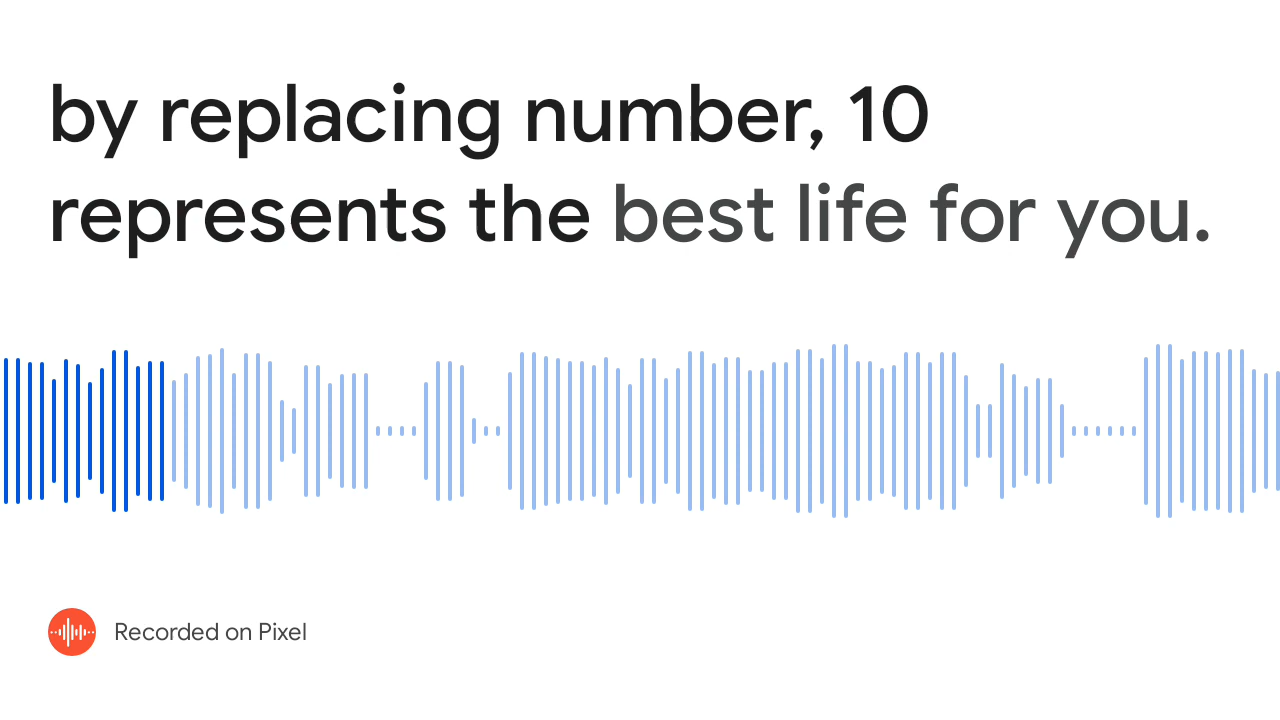 by replacing number, 10
represents the best life for you.
Recorded on Pixel